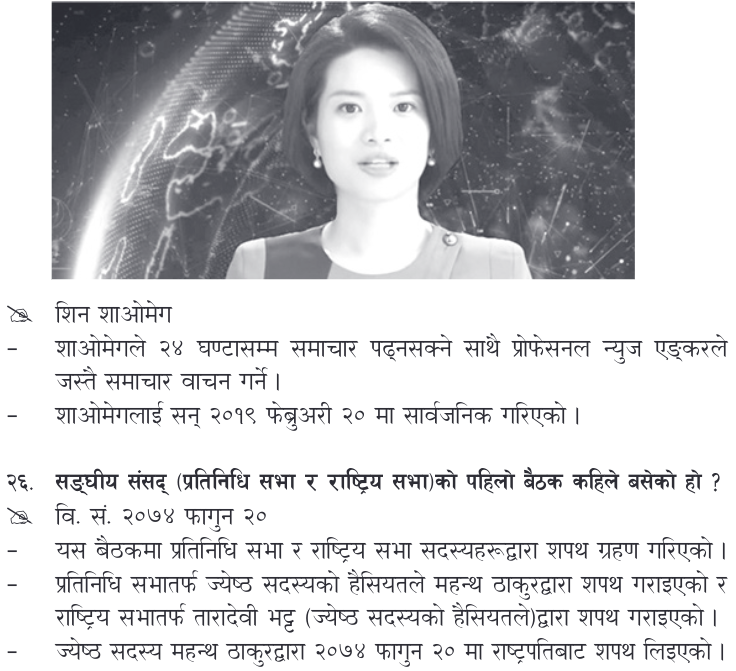 शिन शाओमेग
– शाओमेगले २४ घण्टासम्म समाचार पढ्नसक्ने साथै प्रोफेसनल न्युज एङ्करले
जस्तै समाचार वाचन गर्ने ।
– शाओमेगलाई सन् २०१९ फेब्रुअरी २० मा सार्वजनिक गरिएको ।
२६. सङ्घीय संसद् (प्रतिनिधि सभा र राष्ट्रिय सभा)को पहिलो बैठक कहिले बसेको हो ?
वि. सं. २०७४ फागुन २०
– यस बैठकमा प्रतिनिधि सभा र राष्ट्रिय सभा सदस्यहरूद्वारा शपथ ग्रहण गरिएको ।
– प्रतिनिधि सभातर्फ ज्येष्ठ सदस्यको हैसियतले महन्थ ठाकुरद्वारा शपथ गराइएको र
राष्ट्रिय सभातर्फ तारादेवी भट्ट (ज्येष्ठ सदस्यको हैसियतले)द्वारा शपथ गराइएको ।
– ज्येष्ठ सदस्य महन्थ ठाकुरद्वारा २०७४ फागुन २० मा राष्ट्रपतिबाट शपथ लिइएको ।